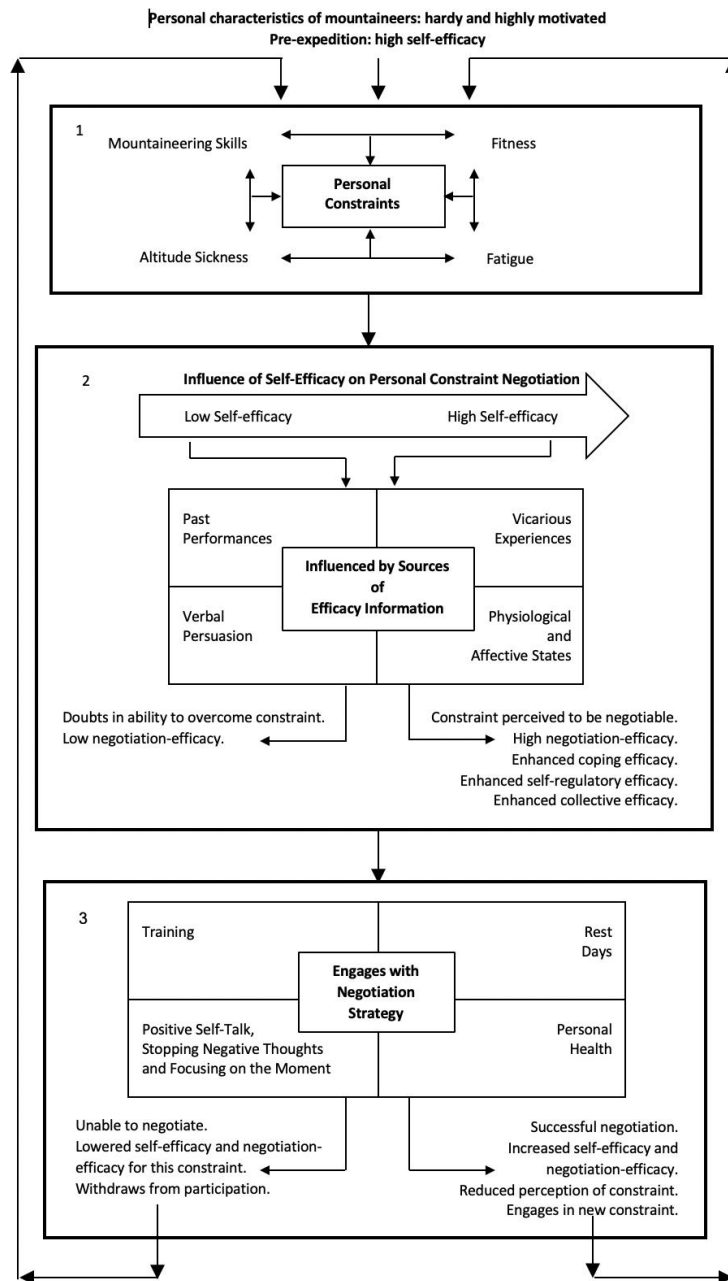 Personal characteristics of mountaineers: hardy and highly motivated
Pre-expedition: high self-efficacy
1
Mountaineering Skills
Fitness
Personal
Constraints
Altitude Sickness
Fatigue
2
Influence of Self-Efficacy on Personal Constraint Negotiation
Low Self-efficacy
High Self-efficacy
Past
Performances
Vicarious
Experiences
Influenced by Sources
of
Efficacy Information
Verbal
Persuasion
Physiological
and
Affective States
Doubts in ability to overcome constraint.
Low negotiation-efficacy.
Constraint perceived to be negotiable.
High negotiation-efficacy.
Enhanced coping efficacy.
Enhanced self-regulatory efficacy.
Enhanced collective efficacy.
3
Training
Rest
Days
Engages with
Negotiation
Strategy
Positive Self-Talk,
Stopping Negative Thoughts
and Focusing on the Moment
Personal
Health
Unable to negotiate.
Lowered self-efficacy and negotiation-
efficacy for this constraint.
Withdraws from participation.
Successful negotiation.
Increased self-efficacy and
negotiation-efficacy.
Reduced perception of constraint.
Engages in new constraint.